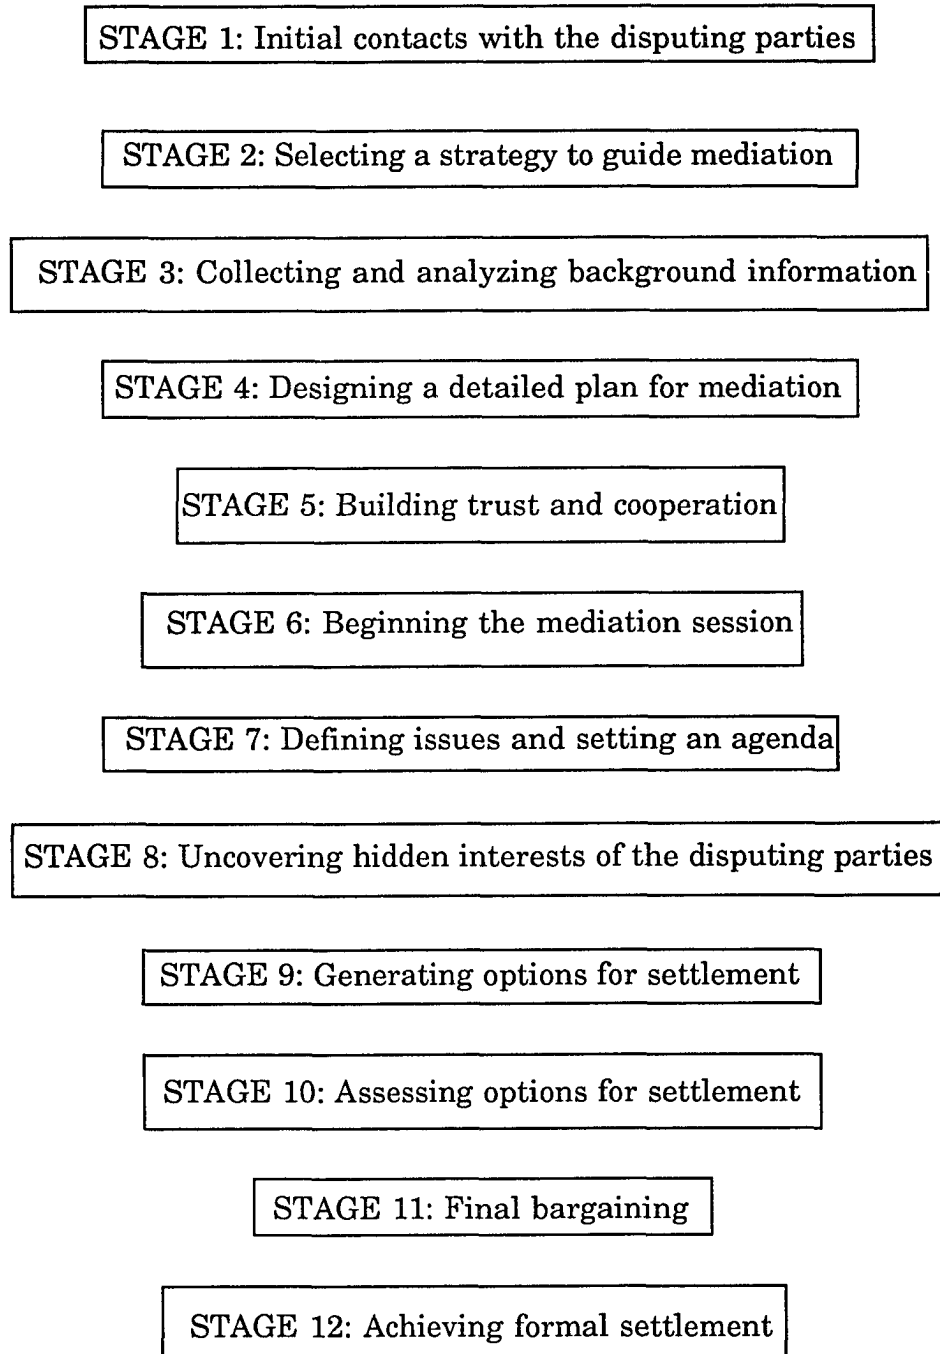 STAGE 1: Initial contacts with the disputing parties
STAGE 2: Selecting a strategy to guide mediation
STAGE 3: Collecting and analyzing background information
STAGE 4: Designing a detailed plan for mediation
STAGE 5: Building trust and cooperation
STAGE 6: Beginning the mediation session
STAGE 7: Defining issues and setting an agenda
STAGE 8: Uncovering hidden interests of the disputing parties
STAGE 9: Generating options for settlement
STAGE 10: Assessing options for settlement
STAGE 11: Final bargaining
STAGE 12: Achieving formal settlement